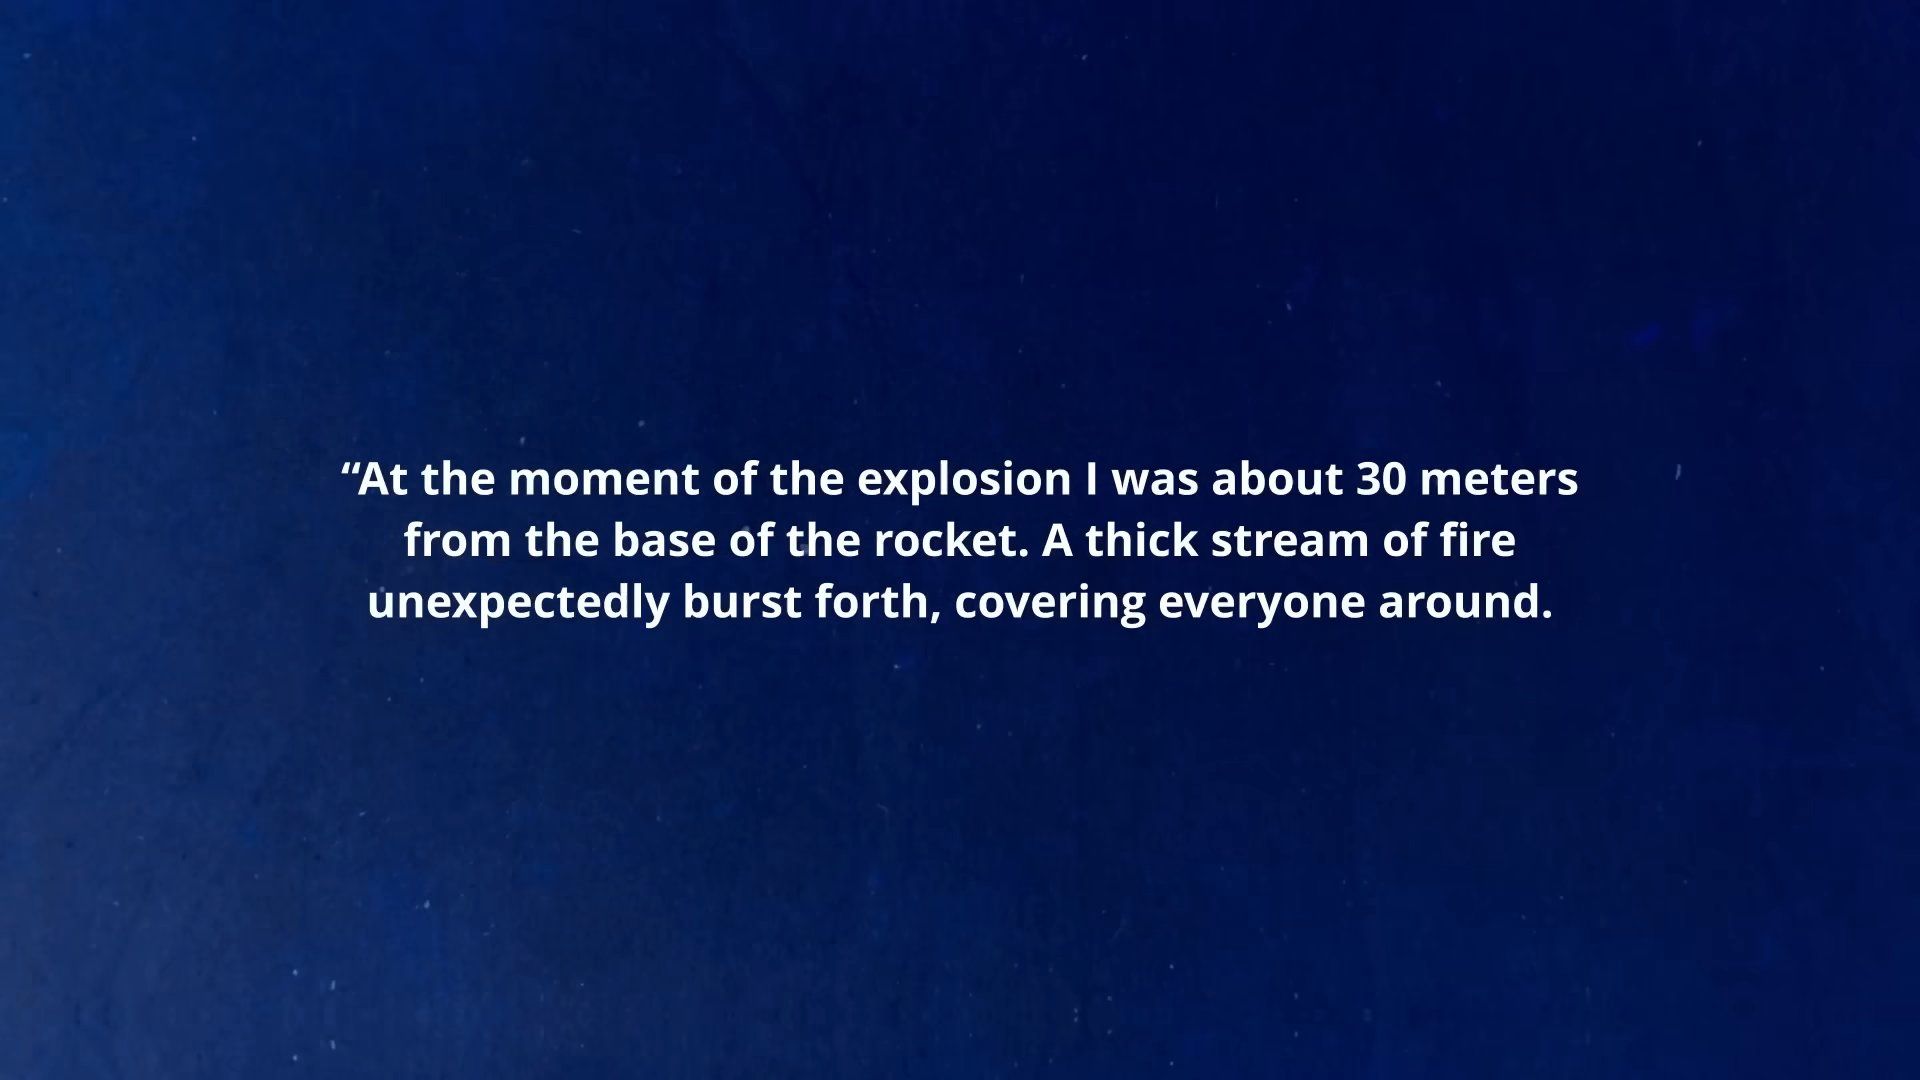 “At the moment of the explosion I was about 30 meters
from the base of the rocket. A thick stream of fire
unexpectedly burst forth, covering everyone around.